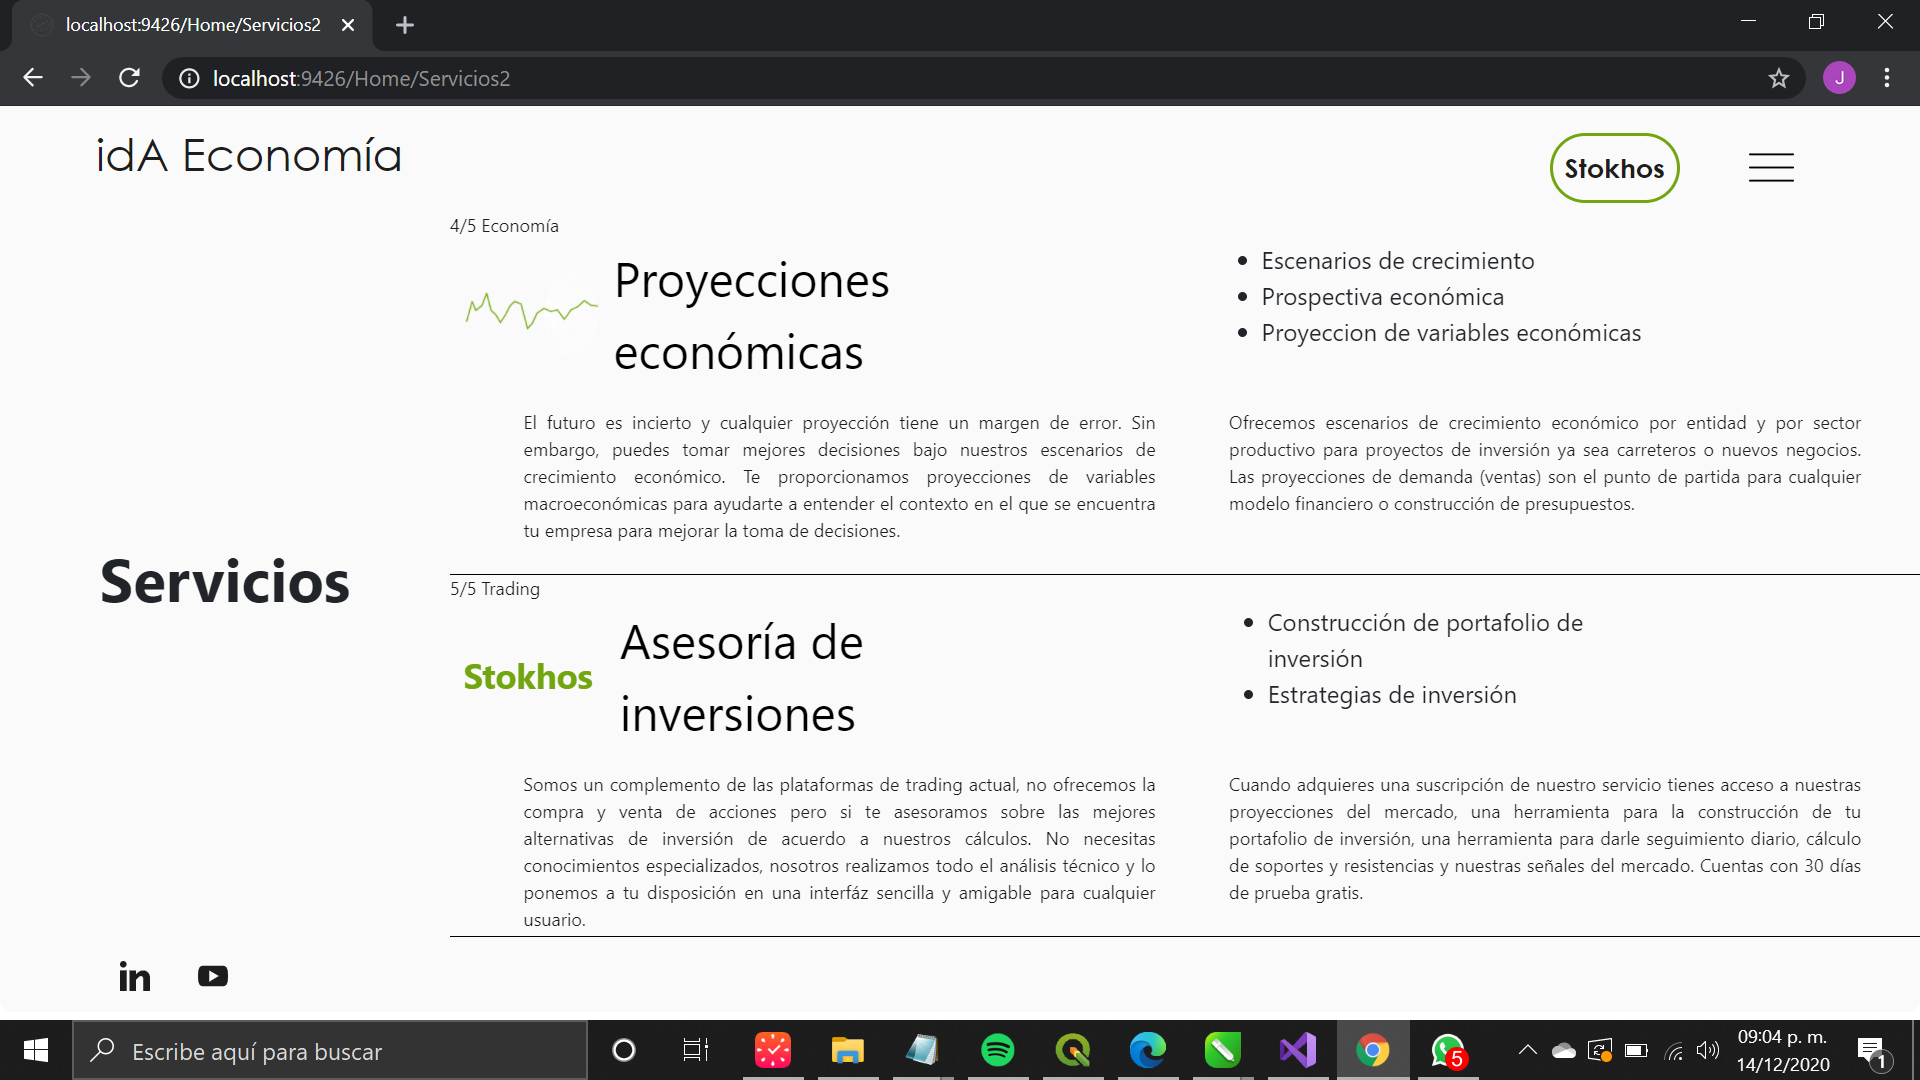 localhost:9426/Home/Servicios2
localhost:9426/Home/Servicios2
J
idA Economía
Stokhos
4/5 Economía
Proyecciones
económicas
• Escenarios de crecimiento
• Prospectiva económica
• Proyeccion de variables económicas
El futuro es incierto y cualquier proyección tiene un margen de error. Sin
embargo, puedes tomar mejores decisiones bajo nuestros escenarios de
crecimiento económico. Te proporcionamos proyecciones de variables
macroeconómicas para ayudarte a entender el contexto en el que se encuentra
tu empresa para mejorar la toma de decisiones.
Ofrecemos escenarios de crecimiento económico por entidad y por sector
productivo para proyectos de inversión ya sea carreteros o nuevos negocios.
Las proyecciones de demanda (ventas) son el punto de partida para cualquier
modelo financiero o construcción de presupuestos.
Servicios
5/5 Trading
Stokhos
Asesoría de
inversiones
• Construcción de portafolio de
inversión
• Estrategias de inversión
Somos un complemento de las plataformas de trading actual, no ofrecemos la
compra y venta de acciones pero si te asesoramos sobre las mejores
alternativas de inversión de acuerdo a nuestros cálculos. No necesitas
conocimientos especializados, nosotros realizamos todo el análisis técnico y lo
ponemos a tu disposición en una interfáz sencilla y amigable para cualquier
usuario.
Cuando adquieres una suscripción de nuestro servicio tienes acceso a nuestras
proyecciones del mercado, una herramienta para la construcción de tu
portafolio de inversión, una herramienta para darle seguimiento diario, cálculo
de soportes y resistencias y nuestras señales del mercado. Cuentas con 30 días
de prueba gratis.
in
Escribe aquí para buscar
5
09:04 p. m.
14/12/2020
1